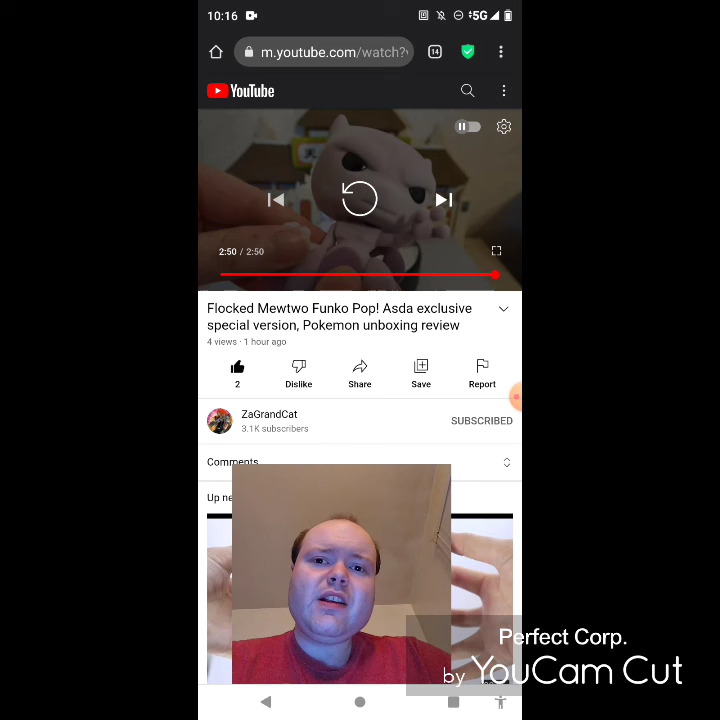 10:16
5G
m.youtube.com/watch?v
14
YouTube
2:50 / 2:50
Flocked Mewtwo Funko Pop! Asda exclusive
special version, Pokemon unboxing review
4 views · 1 hour ago
2 Dislike Share Save Report
ZaGrandCat
3.1K subscribers
SUBSCRIBED
Comments
Up ne
Perfect Corp.
by YouCam Cut